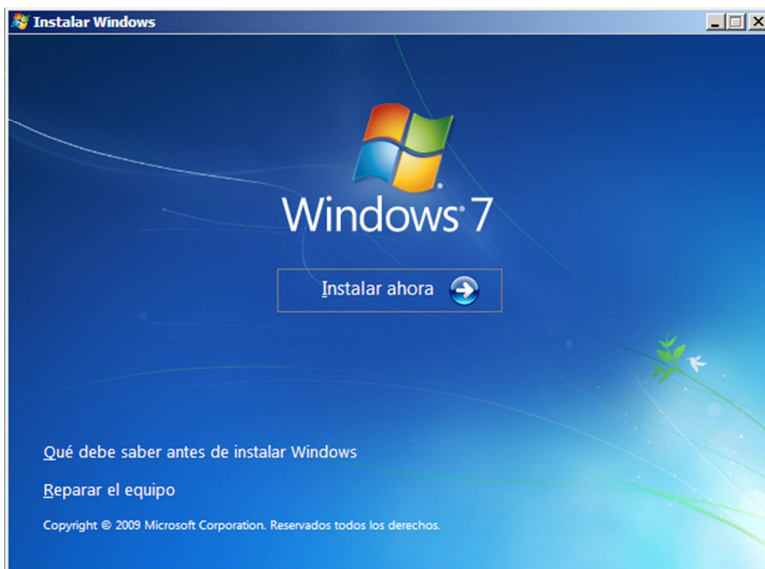 Instalar Windows
Windows 7
Instalar ahora
Qué debe saber antes de instalar Windows
Reparar el equipo
Copyright © 2009 Microsoft Corporation. Reservados todos los derechos.